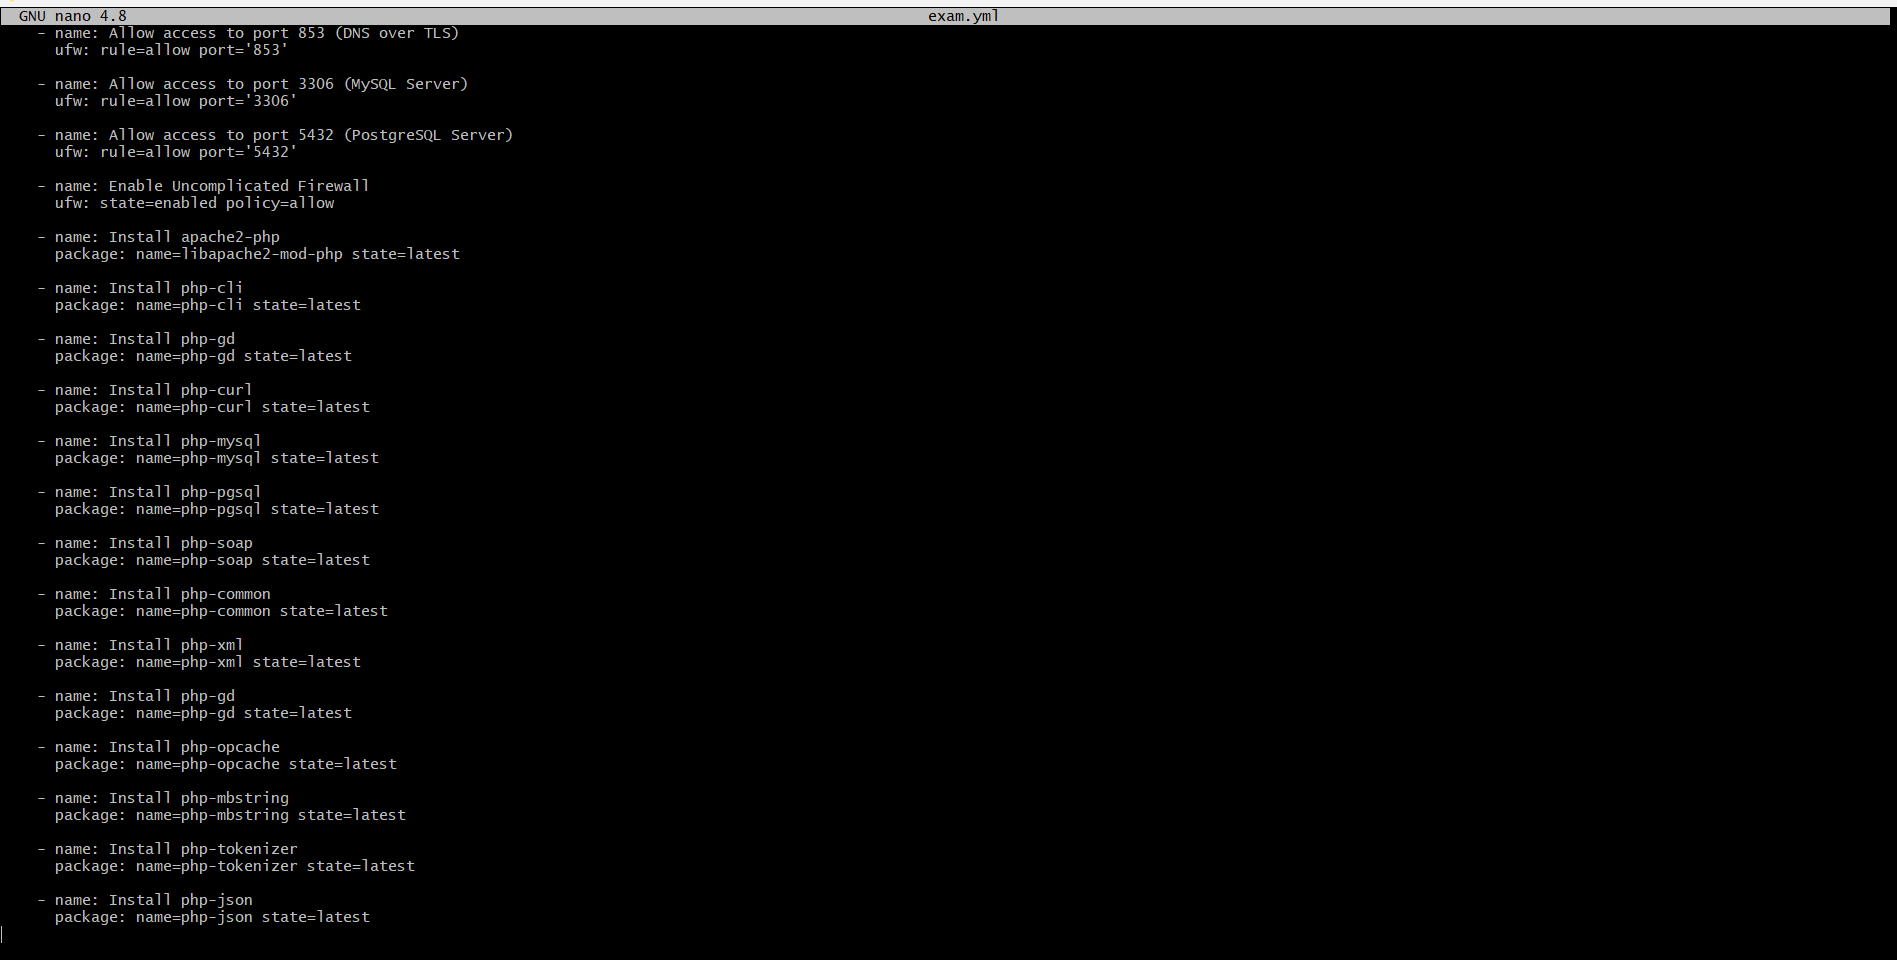 GNU nano 4.8 exam.yml
- name: Allow access to port 853 (DNS over TLS)
ufw: rule=allow port='853'
- name: Allow access to port 3306 (MySQL Server)
ufw: rule=allow port='3306'
- name: Allow access to port 5432 (PostgreSQL Server)
ufw: rule=allow port='5432'
- name: Enable Uncomplicated Firewall
ufw: state=enabled policy=allow
- name: Install apache2-php
package: name=libapache2-mod-php state=latest
- name: Install php-cli
package: name=php-cli state=latest
- name: Install php-gd
package: name=php-gd state=latest
- name: Install php-curl
package: name=php-curl state=latest
- name: Install php-mysql
package: name=php-mysql state=latest
- name: Install php-pgsql
package: name=php-pgsql state=latest
- name: Install php-soap
package: name=php-soap state=latest
- name: Install php-common
package: name=php-common state=latest
- name: Install php-xml
package: name=php-xml state=latest
- name: Install php-gd
package: name=php-gd state=latest
- name: Install php-opcache
package: name=php-opcache state=latest
- name: Install php-mbstring
package: name=php-mbstring state=latest
- name: Install php-tokenizer
package: name=php-tokenizer state=latest
- name: Install php-json
package: name=php-json state=latest